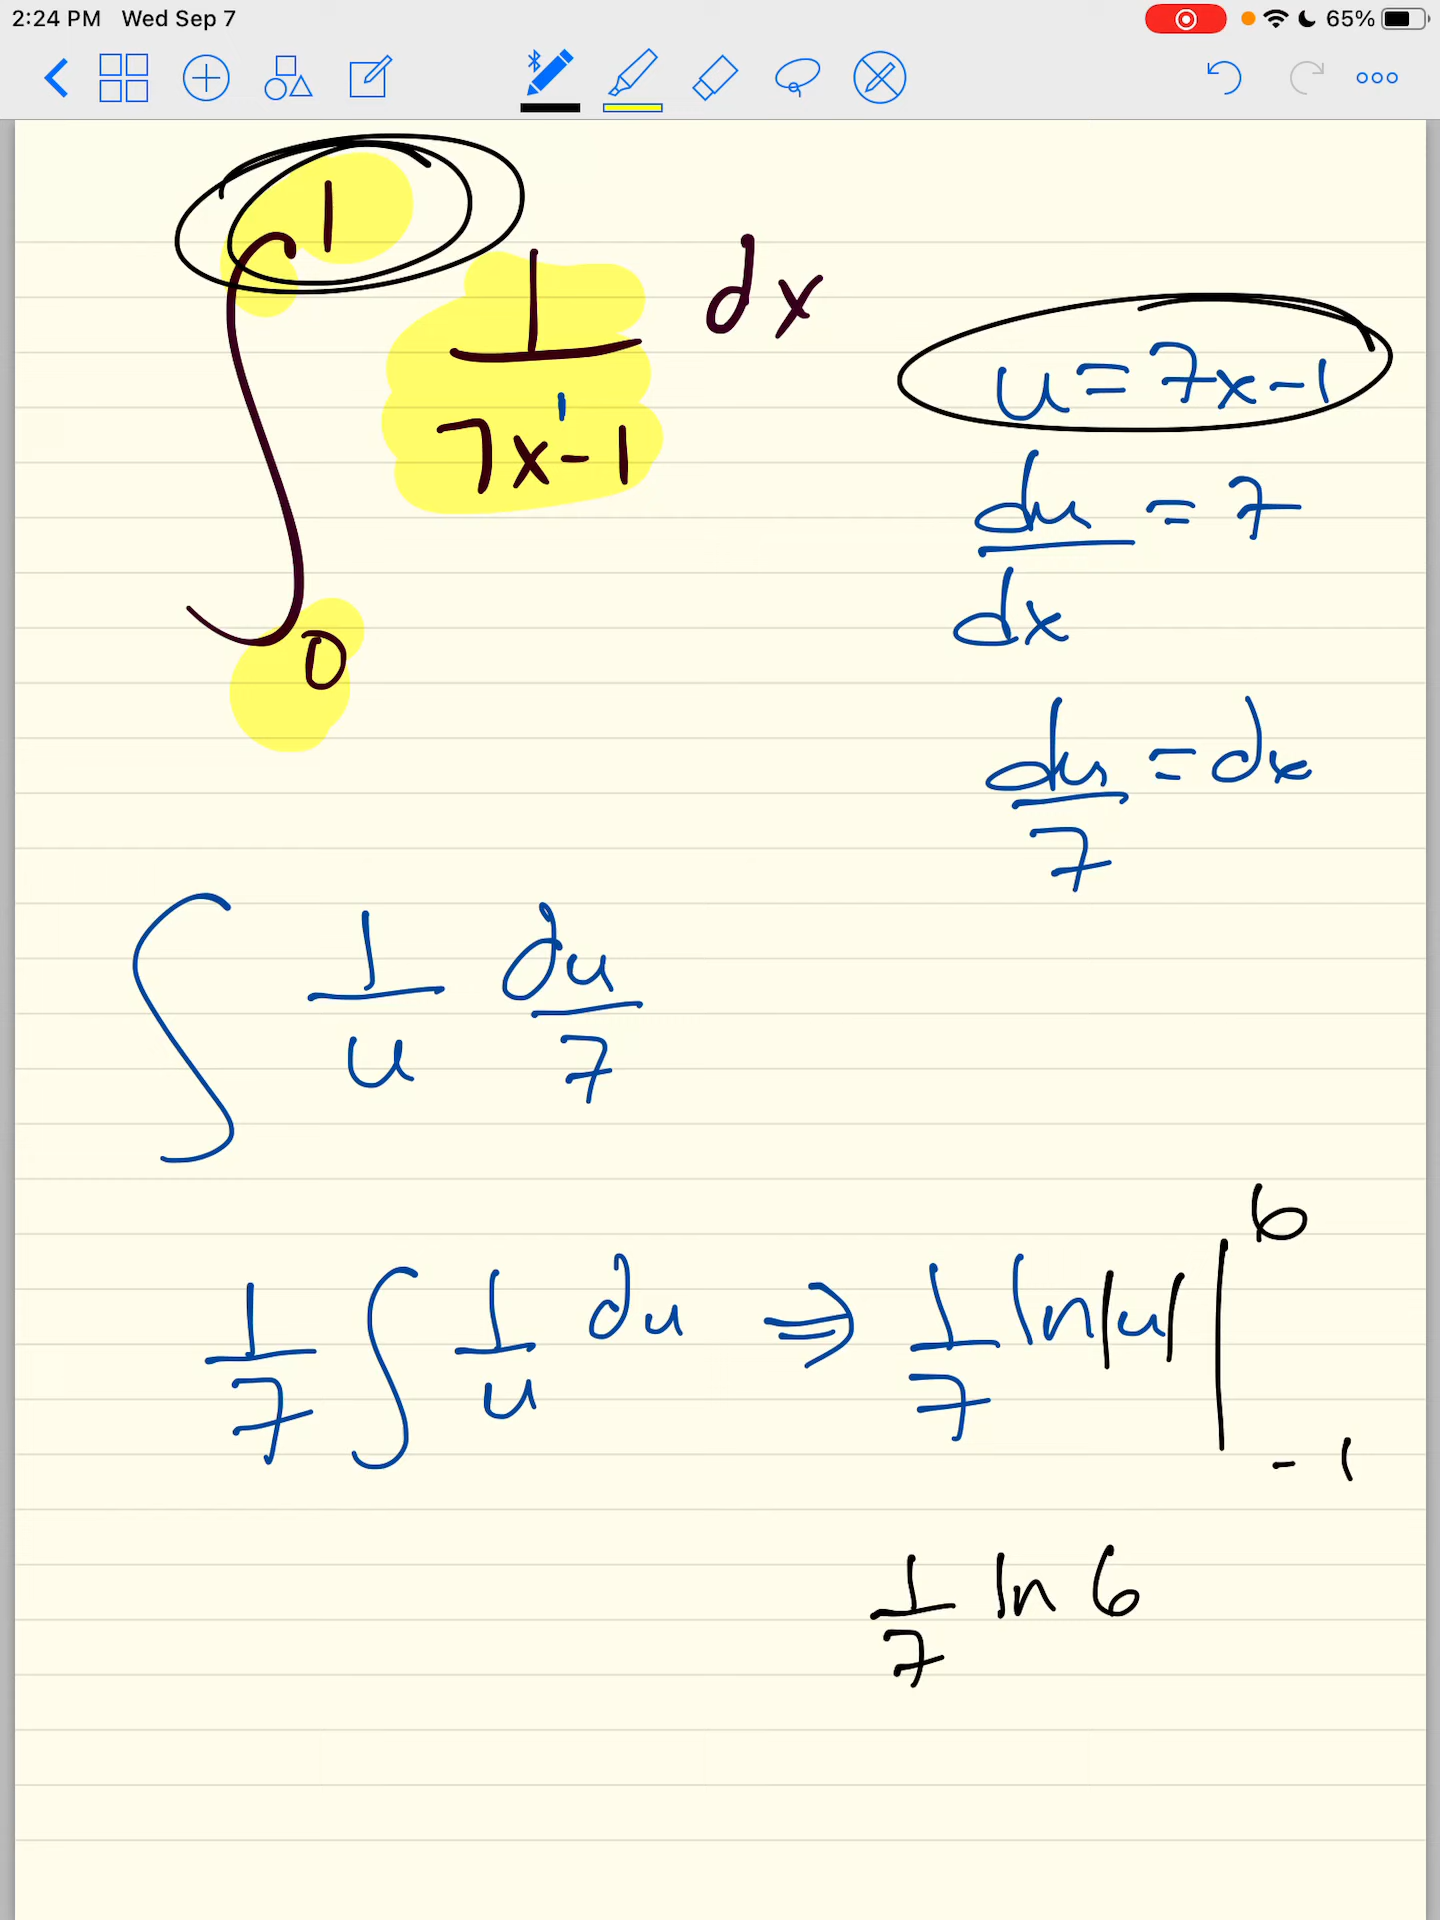 2:24 PM Wed Sep 7 65%
∫₀¹ 1/(7x-1) dx
u = 7x-1
du/dx = 7
du/7 = dx
∫ 1/u du/7
1/7 ∫ 1/u du ⇒ 1/7 ln|u| |₋₁⁶
1/7 ln 6